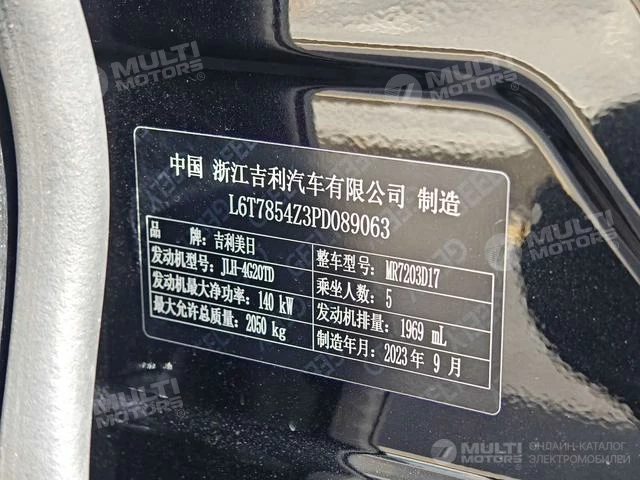 MULTI
MOTORS®
MULTI
MOTORS®
中国 浙江吉利汽车有限公司 制造
L6T7854Z3PD089063
品 牌: 吉利美日
发动机型号: JLH-4G20TD
整车型号: MR7203D17
发动机最大净功率: 140 kW
乘坐人数: 5
最大允许总质量: 2050 kg
发动机排量: 1969 mL
制造年月: 2023 年 9 月
MULTI
MOTORS®
MULTI
MOTORS
ОНЛАЙН-КАТАЛОГ
ЭЛЕКТРОМОБИЛЕЙ